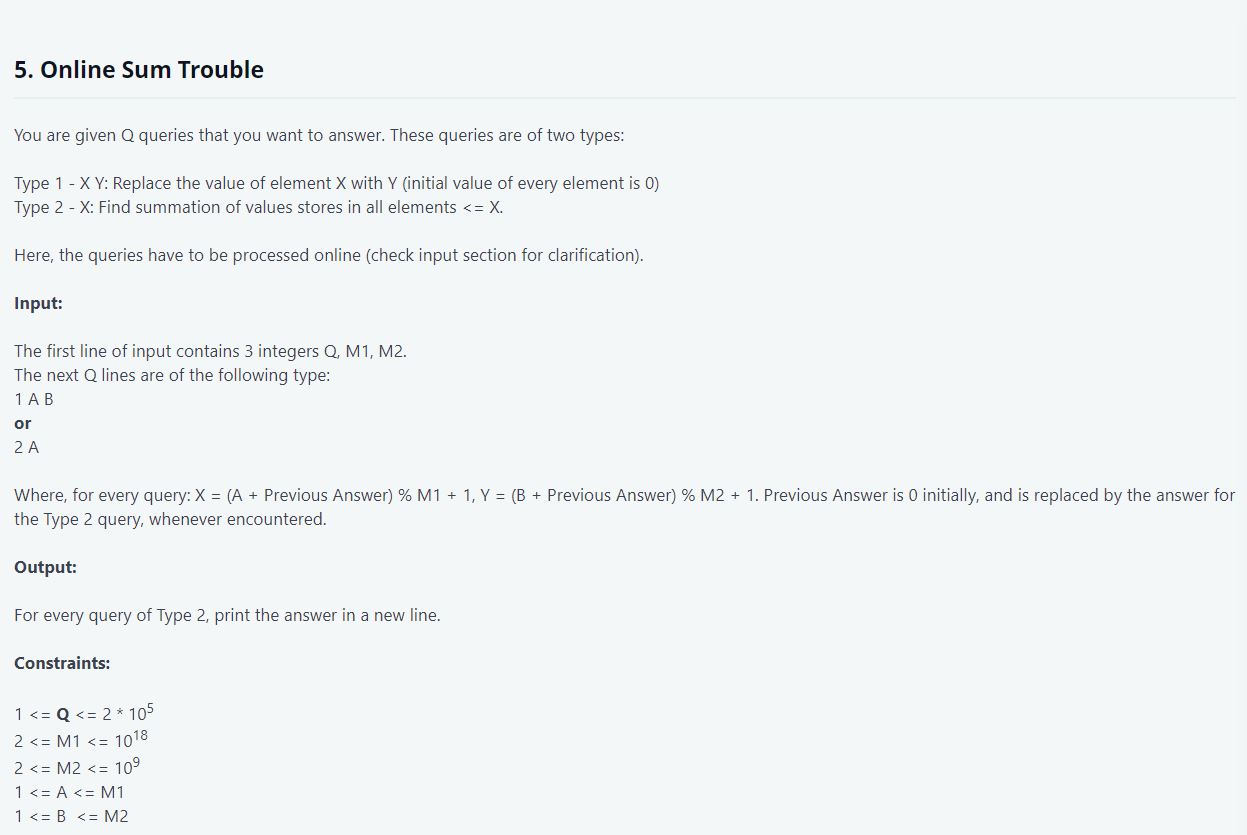 5. Online Sum Trouble
You are given Q queries that you want to answer. These queries are of two types:
Type 1 - X Y: Replace the value of element X with Y (initial value of every element is 0)
Type 2 - X: Find summation of values stores in all elements <= X.
Here, the queries have to be processed online (check input section for clarification).
Input:
The first line of input contains 3 integers Q, M1, M2.
The next Q lines are of the following type:
1 A B
or
2 A
Where, for every query: X = (A + Previous Answer) % M1 + 1, Y = (B + Previous Answer) % M2 + 1. Previous Answer is 0 initially, and is replaced by the answer for
the Type 2 query, whenever encountered.
Output:
For every query of Type 2, print the answer in a new line.
Constraints:
1 <= Q <= 2 * 10^5
2 <= M1 <= 10^18
2 <= M2 <= 10^9
1 <= A <= M1
1 <= B <= M2